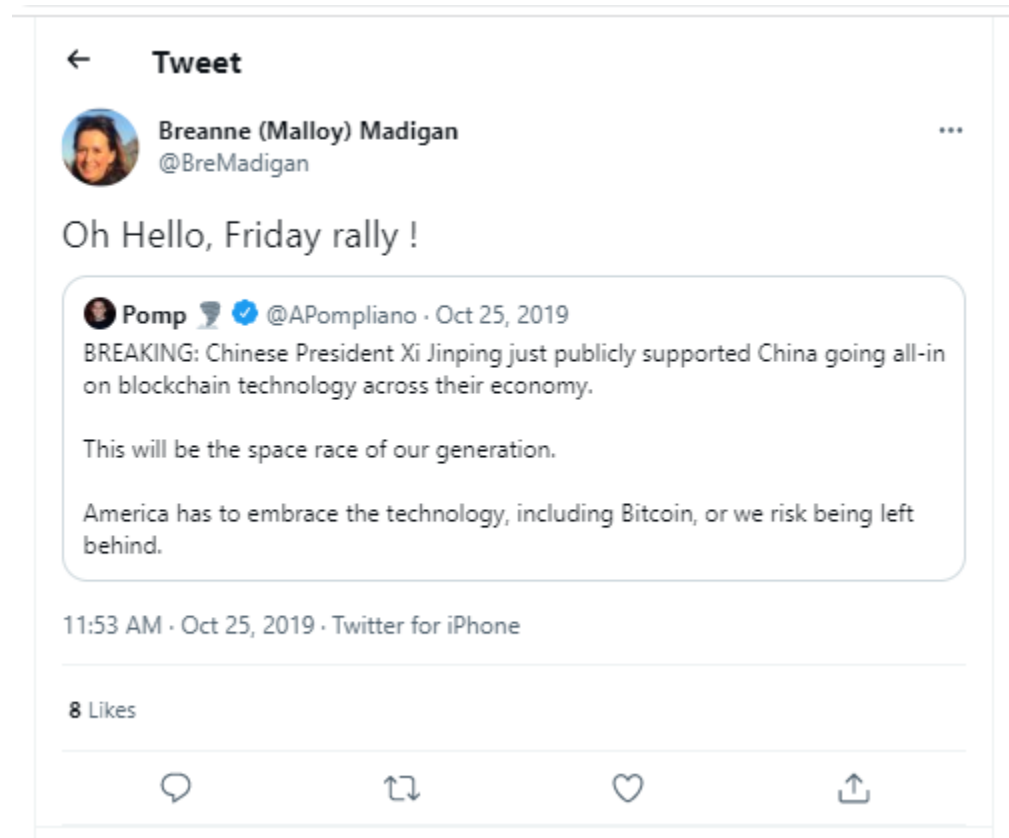 Tweet
Breanne (Malloy) Madigan
@BreMadigan
Oh Hello, Friday rally !
Pomp @APompliano · Oct 25, 2019
BREAKING: Chinese President Xi Jinping just publicly supported China going all-in
on blockchain technology across their economy.
This will be the space race of our generation.
America has to embrace the technology, including Bitcoin, or we risk being left
behind.
11:53 AM · Oct 25, 2019 · Twitter for iPhone
8 Likes